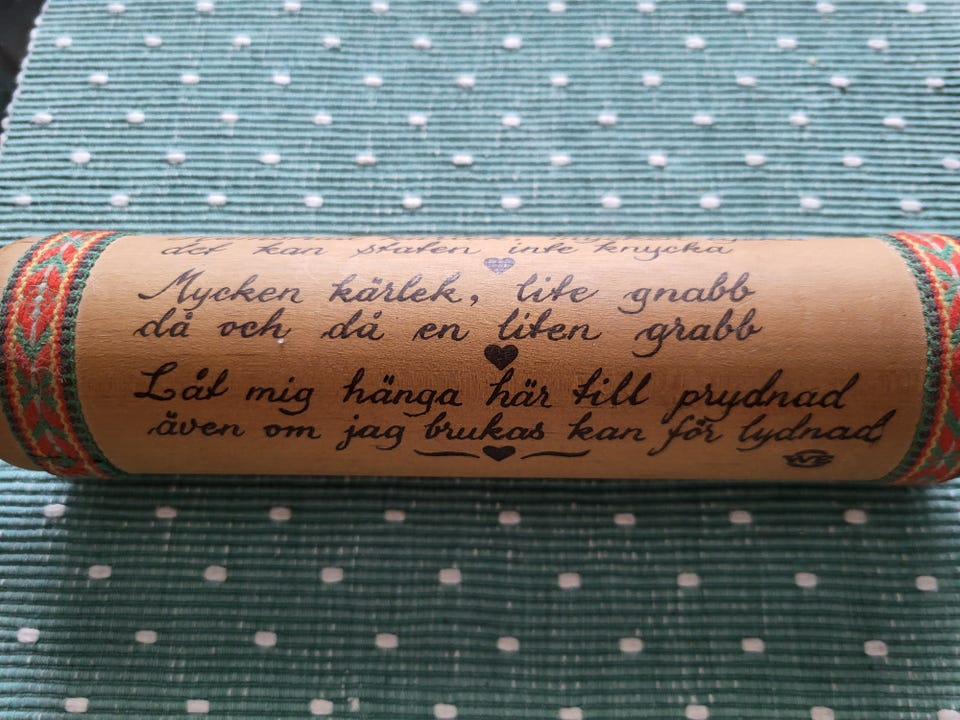 det kan staten inte knycka
Mycken kärlek, lite gnabb
då och då en liten grabb
Låt mig hänga här till prydnad
även om jag brukas kan för lydnad